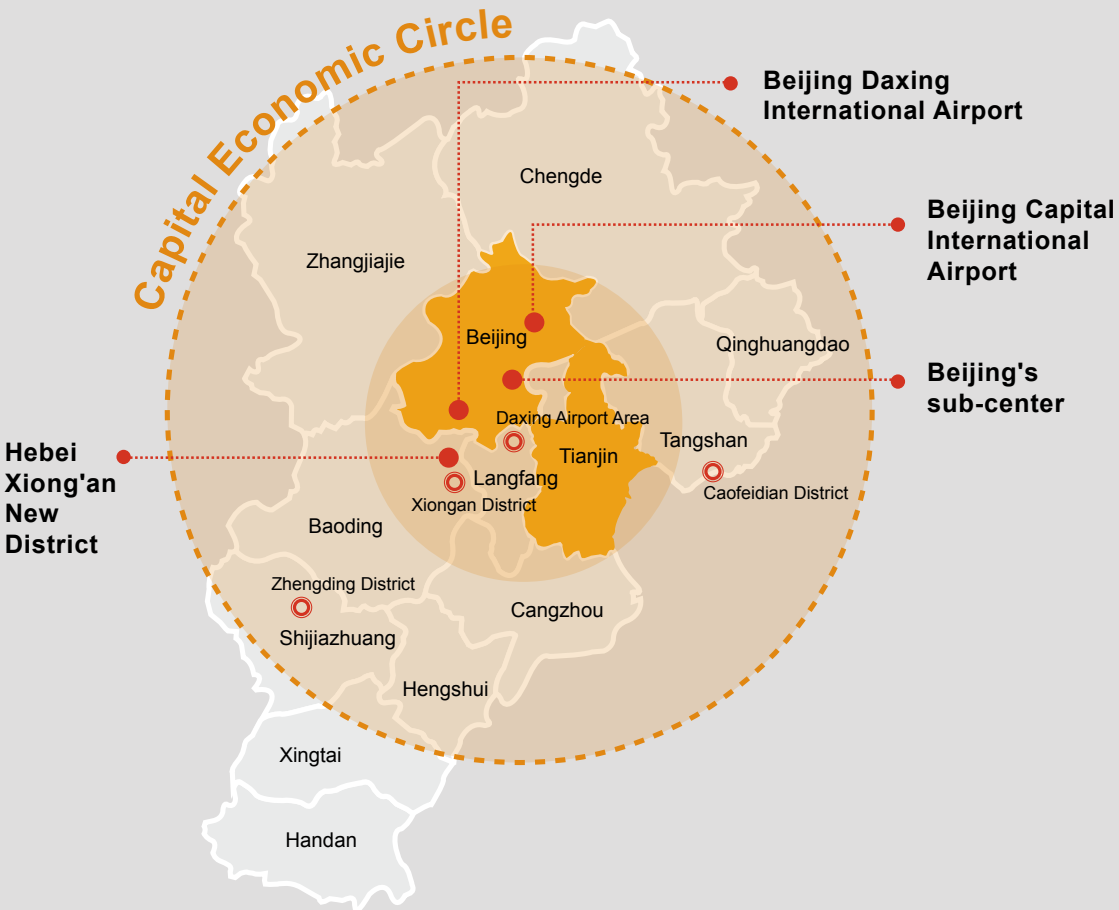 Capital Economic Circle
Beijing Daxing
International Airport
Chengde
Beijing Capital
International
Airport
Zhangjiajie
Beijing
Qinghuangdao
Beijing's
sub-center
Daxing Airport Area
Tangshan
Tianjin
Hebei
Xiong'an
New
District
Langfang
Caofeidian District
Xiongan District
Baoding
Zhengding District
Cangzhou
Shijiazhuang
Hengshui
Xingtai
Handan